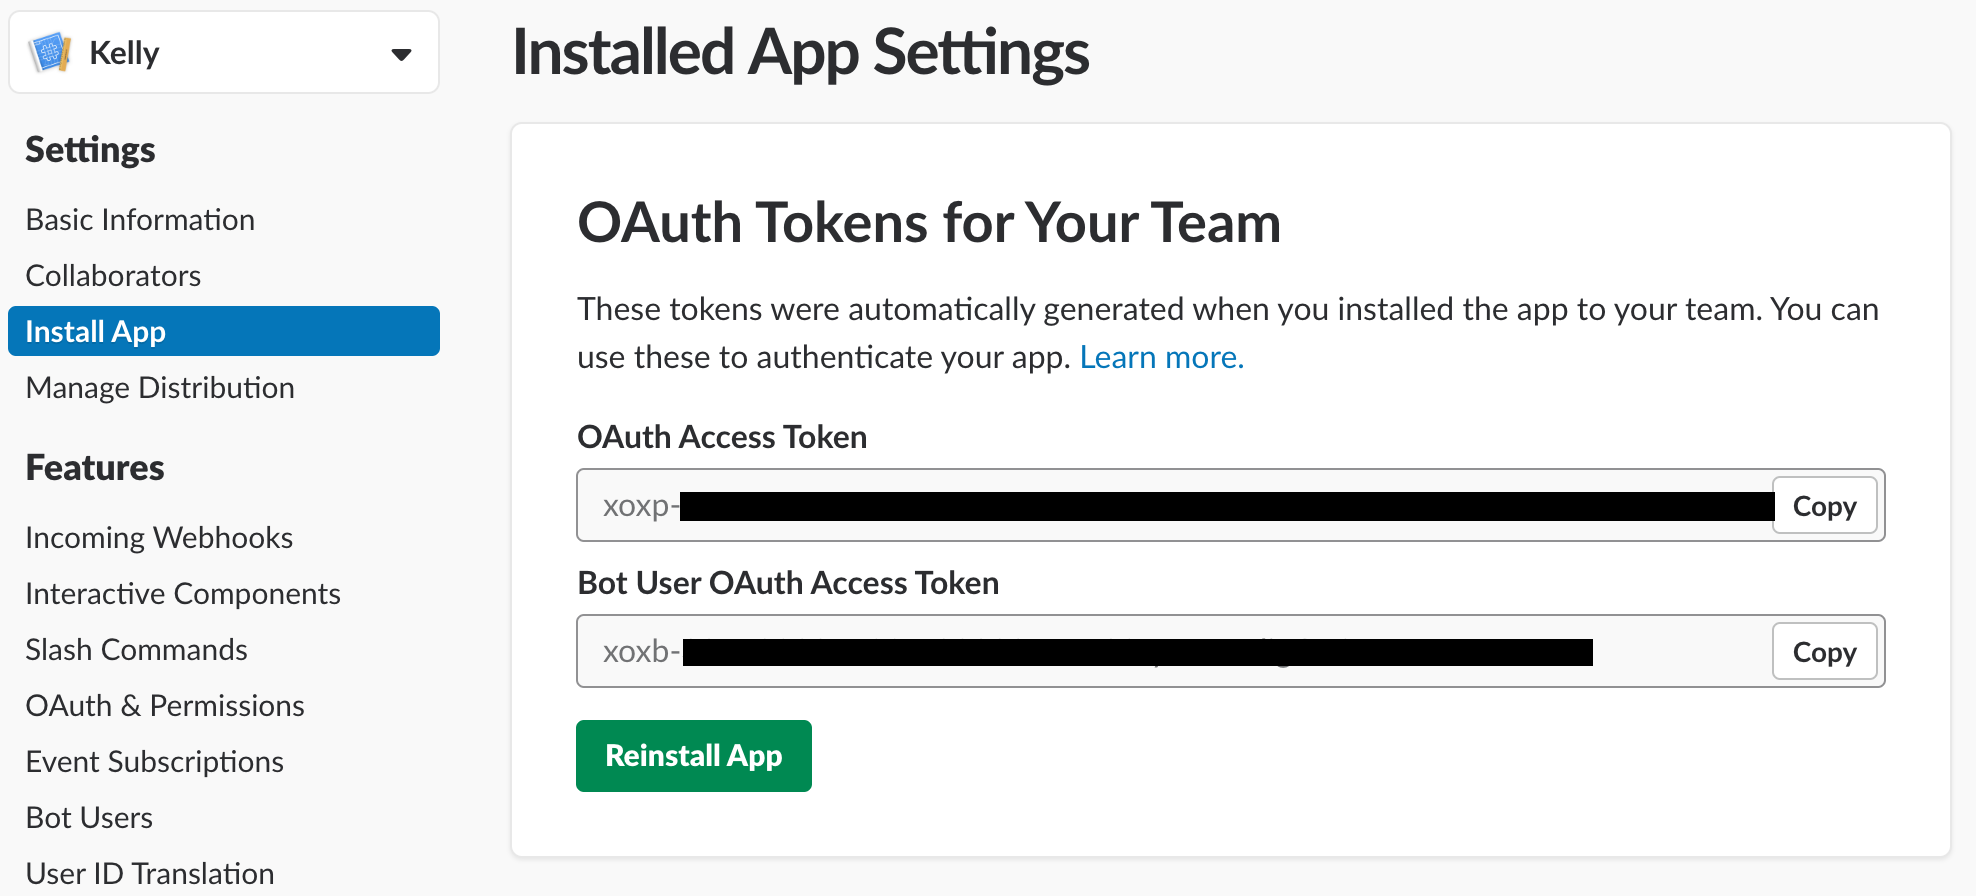 Kelly
Settings
Basic Information
Collaborators
Install App
Manage Distribution
Features
Incoming Webhooks
Interactive Components
Slash Commands
OAuth & Permissions
Event Subscriptions
Bot Users
User ID Translation
Installed App Settings
OAuth Tokens for Your Team
These tokens were automatically generated when you installed the app to your team. You can
use these to authenticate your app. Learn more.
OAuth Access Token
xoxp-
Copy
Bot User OAuth Access Token
xoxb-
Copy
Reinstall App